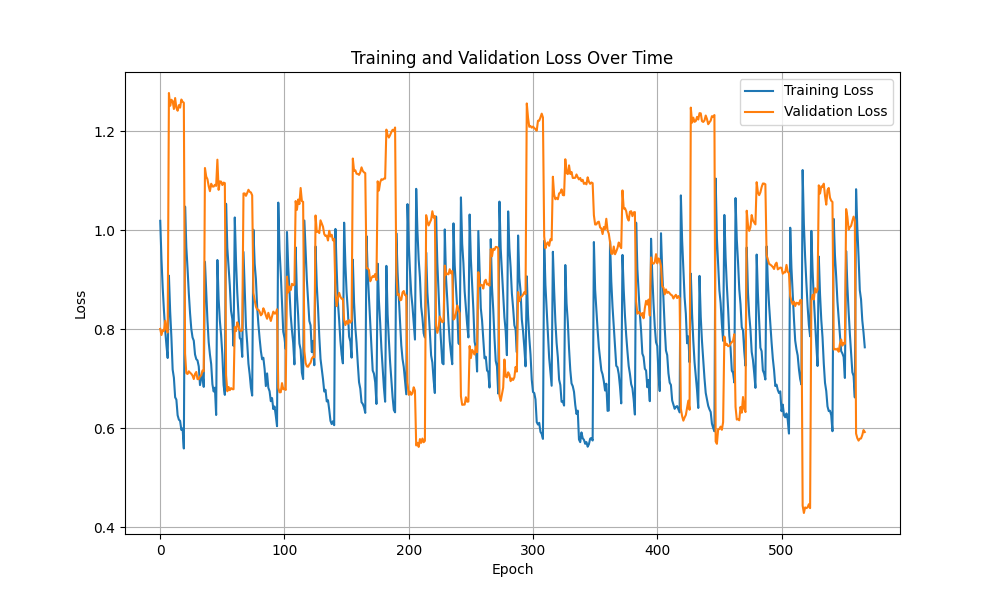 Training and Validation Loss Over Time
Training Loss
Validation Loss
1.2
1.0
0.8
0.6
0.4
Loss
0
100
200
300
400
500
Epoch